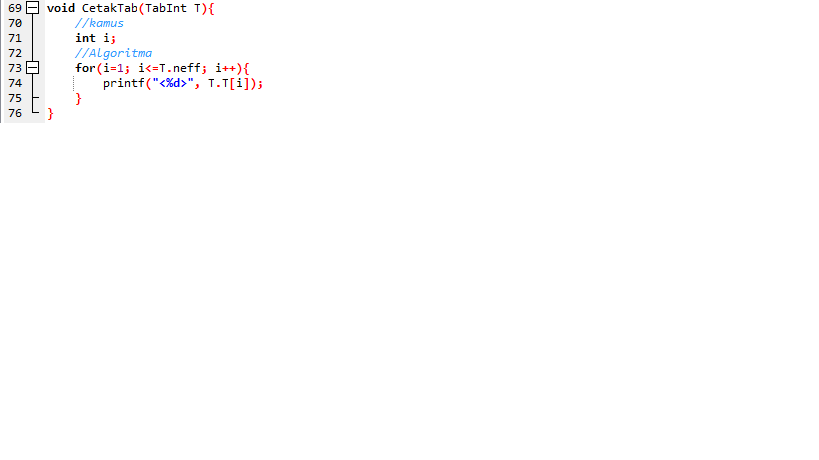 69 void CetakTab(TabInt T){
70 //kamus
71 int i;
72 //Algoritma
73 for(i=1; i<=T.neff; i++){
74 printf("<%d>", T.T[i]);
75 }
76 }